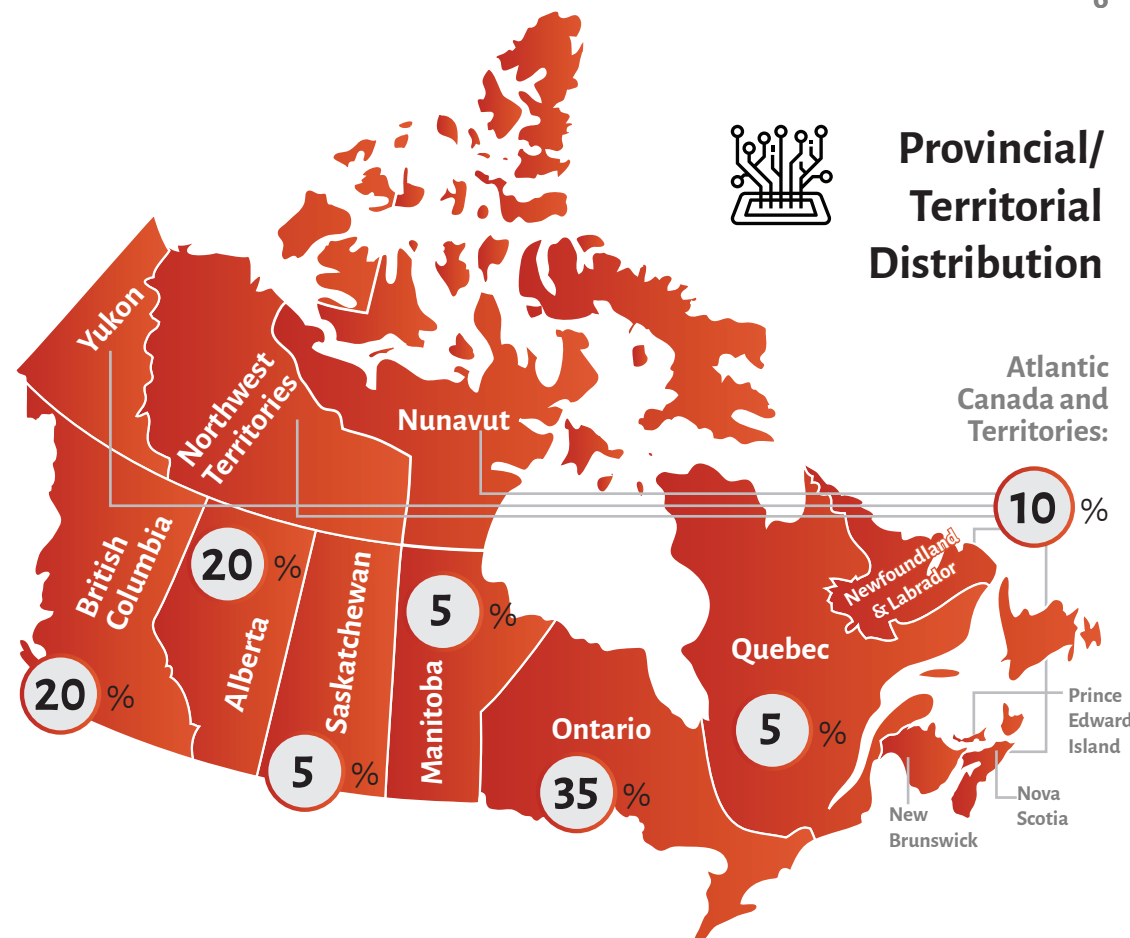 6
Provincial/
Territorial
Distribution
Atlantic
Canada and
Territories:
10 %
Yukon
Northwest
Territories
Nunavut
British
Columbia
20 %
Alberta
20 %
Saskatchewan
5 %
Manitoba
5 %
Ontario
35 %
Quebec
5 %
Newfoundland
& Labrador
Prince
Edward
Island
Nova
Scotia
New
Brunswick